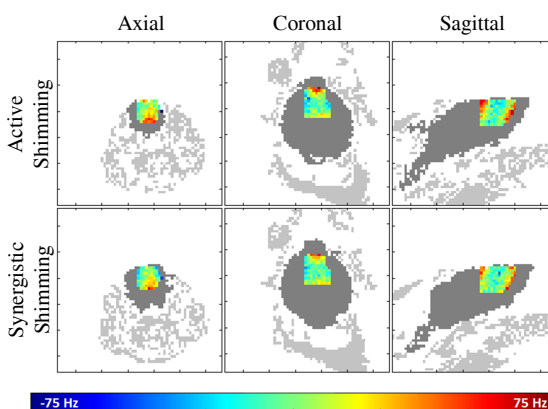 Axial Coronal Sagittal
Active
Shimming
Synergistic
Shimming
-75 Hz 75 Hz